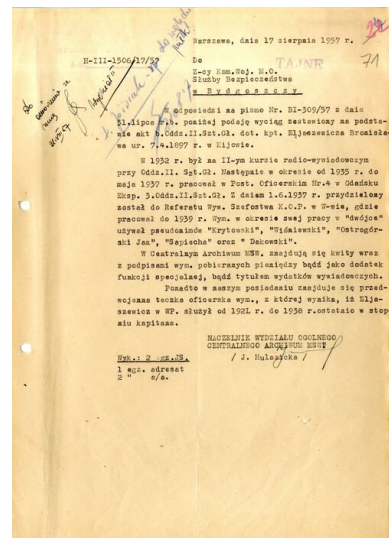 Warszawa, dnia 17 sierpnia 1957 r.
H-III-1506/17/57
Do
TAJNE
71
Z-cy Kom.Woj. M.O.
Służby Bezpieczeństwa
w Bydgoszczy
W odpowiedzi na pismo Nr. BI-309/57 z dnia
31.lipca r.b. poniżej podaję wyciąg zestawiony na podsta-
wie akt b.Oddz.II.Szt.Gł. dot. kpt. Eljaszewicza Bronisła-
wa ur. 7.4.1897 r. w Kijowie.
W 1932 r. był na II-ym kursie radio-wywiadowczym
przy Oddz.II. Szt.Gł. Następnie w okresie od 1935 r. do
maja 1937 r. pracował w Post. Oficerskim Nr.4 w Gdańsku
Eksp. 3.Oddz.II.Szt.Gł. Z dniem 1.6.1937 r. przydzielony
został do Referatu Wyw. Szefostwa K.O.P. w W-wie, gdzie
pracował do 1939 r. Wym. w okresie swej pracy w "dwójce"
używał pseudonimów "Krytowski", "Wiśniewski", "Ostrogór-
ski Jan", "Sapiecha" oraz " Dakowski".
W Centralnym Archiwum MSW. znajdują się kwity wraz
z podpisami wym. pobieranych pieniędzy bądź jako dodatek
funkcji specjalnej, bądź tytułem wydatków wywiadowczych.
Ponadto w naszym posiadaniu znajduje się przed-
wojenna teczka oficerska wym., z której wynika, iż Elja-
szewicz w WP. służył od 192L r. do 1938 r.ostatnio w stop
niu kapitana.
NACZELNIK WYDZIAŁU OGÓLNEGO
CENTRALNEGO ARCHIWUM MSW
Wyk.: 2 egz.JS.
/ J. Hulanicka /
1 egz. adresat
2 " a/a.